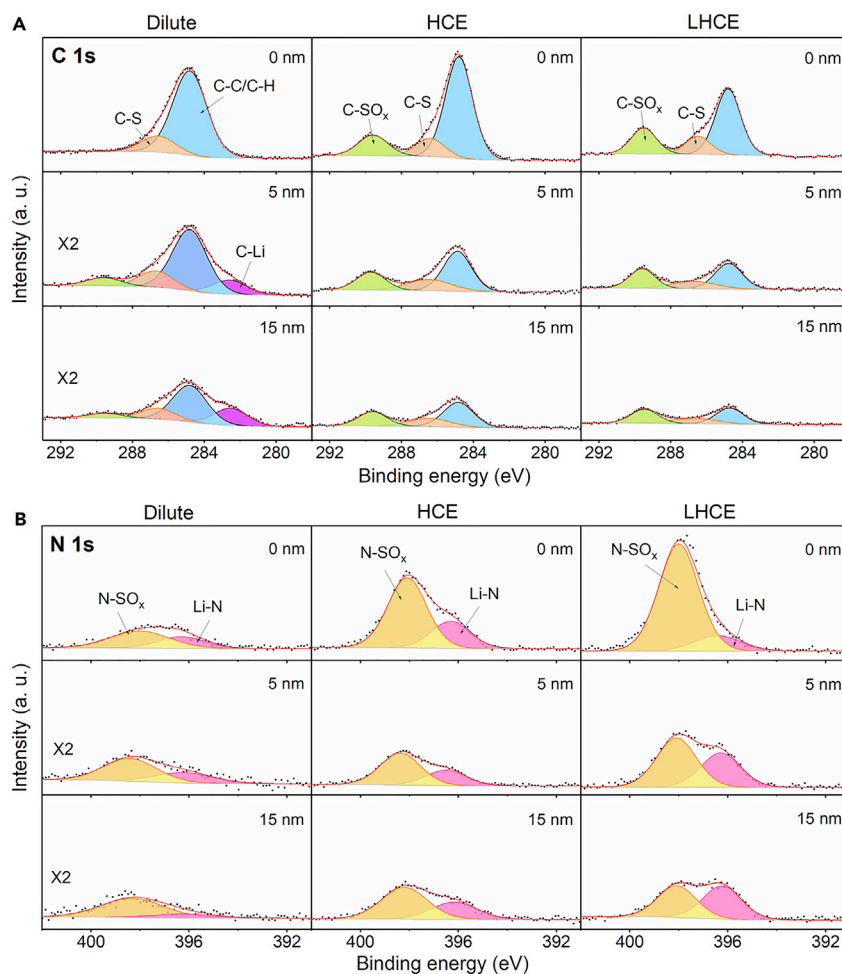 A
Dilute HCE LHCE
C 1s 0 nm 0 nm 0 nm
C-C/C-H
C-S
C-SOₓ C-S
C-SOₓ C-S
5 nm 5 nm 5 nm
X2
C-Li
15 nm 15 nm 15 nm
X2
Intensity (a. u.)
292 288 284 280 292 288 284 280 292 288 284 280
Binding energy (eV)
B
Dilute HCE LHCE
N 1s 0 nm 0 nm 0 nm
N-SOₓ Li-N
N-SOₓ Li-N
N-SOₓ Li-N
5 nm 5 nm 5 nm
X2
15 nm 15 nm 15 nm
X2
Intensity (a. u.)
400 396 392 400 396 392 400 396 392
Binding energy (eV) Binding energy (eV)